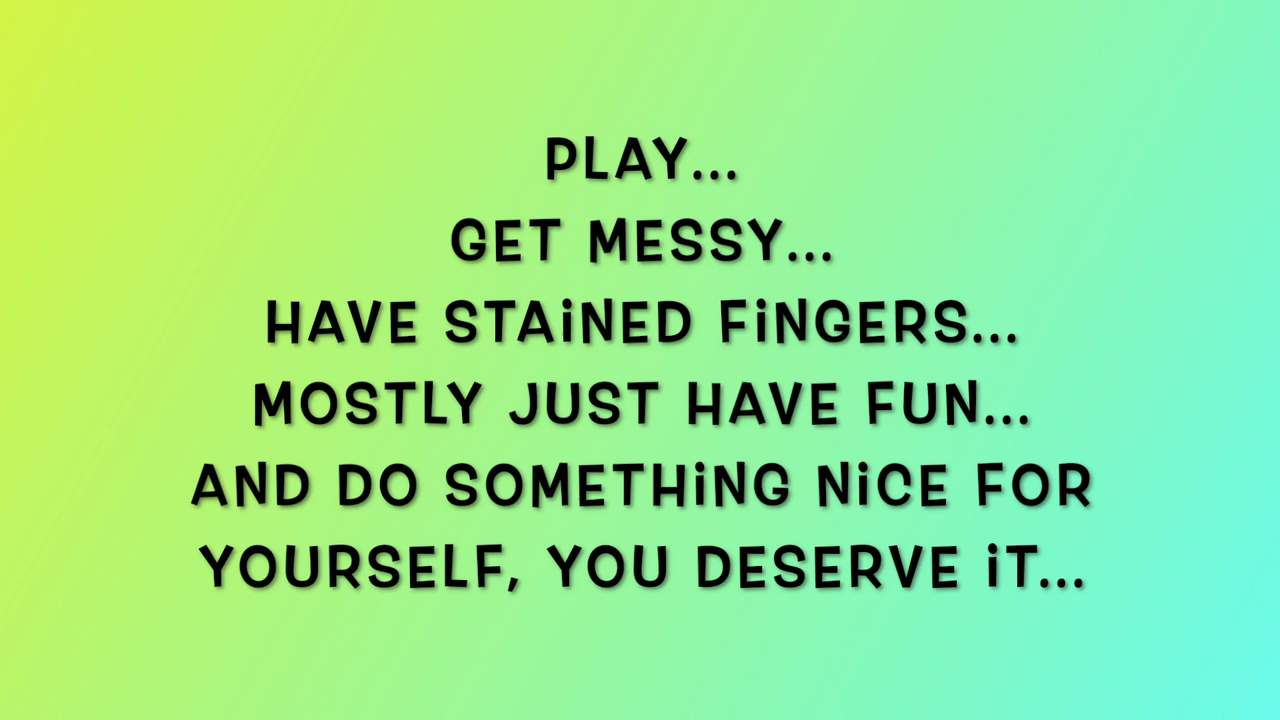 PLAY...
GET MESSY...
HAVE STAiNED FiNGERS...
MOSTLY JUST HAVE FUN...
AND DO SOMETHiNG NiCE FOR
YOURSELF, YOU DESERVE iT...